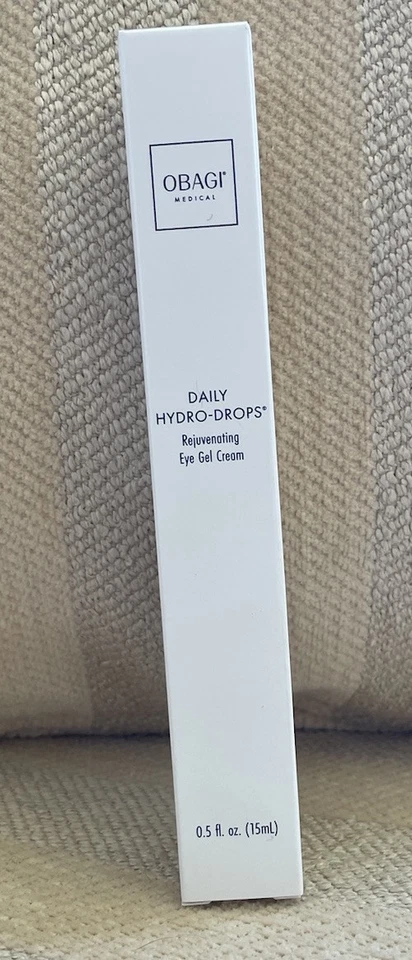 OBAGI®
MEDICAL
DAILY
HYDRO-DROPS®
Rejuvenating
Eye Gel Cream
0.5 fl. oz. (15mL)